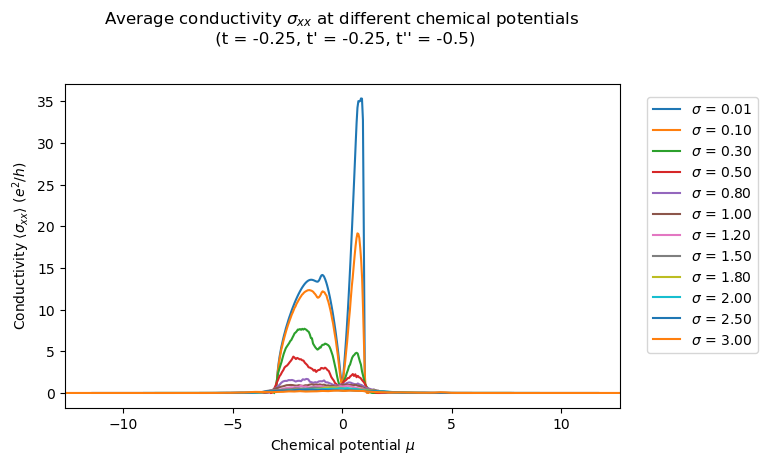 Average conductivity σxx at different chemical potentials
(t = -0.25, t' = -0.25, t'' = -0.5)
Conductivity ⟨σxx⟩ (e²/h)
35
30
25
20
15
10
5
0
−10
−5
0
5
10
Chemical potential μ
σ = 0.01
σ = 0.10
σ = 0.30
σ = 0.50
σ = 0.80
σ = 1.00
σ = 1.20
σ = 1.50
σ = 1.80
σ = 2.00
σ = 2.50
σ = 3.00